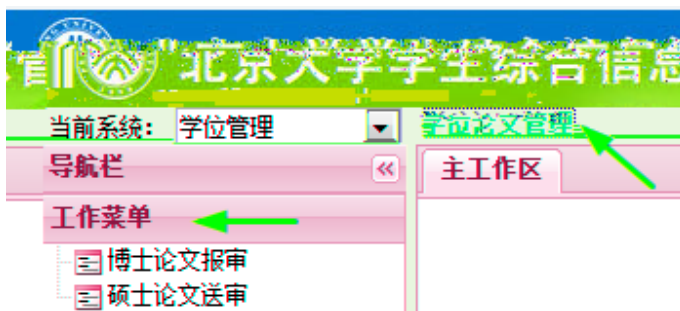 北京大学学生综合信息
当前系统： 学位管理 学位论文管理
导航栏 主工作区
工作菜单
博士论文报审
硕士论文送审